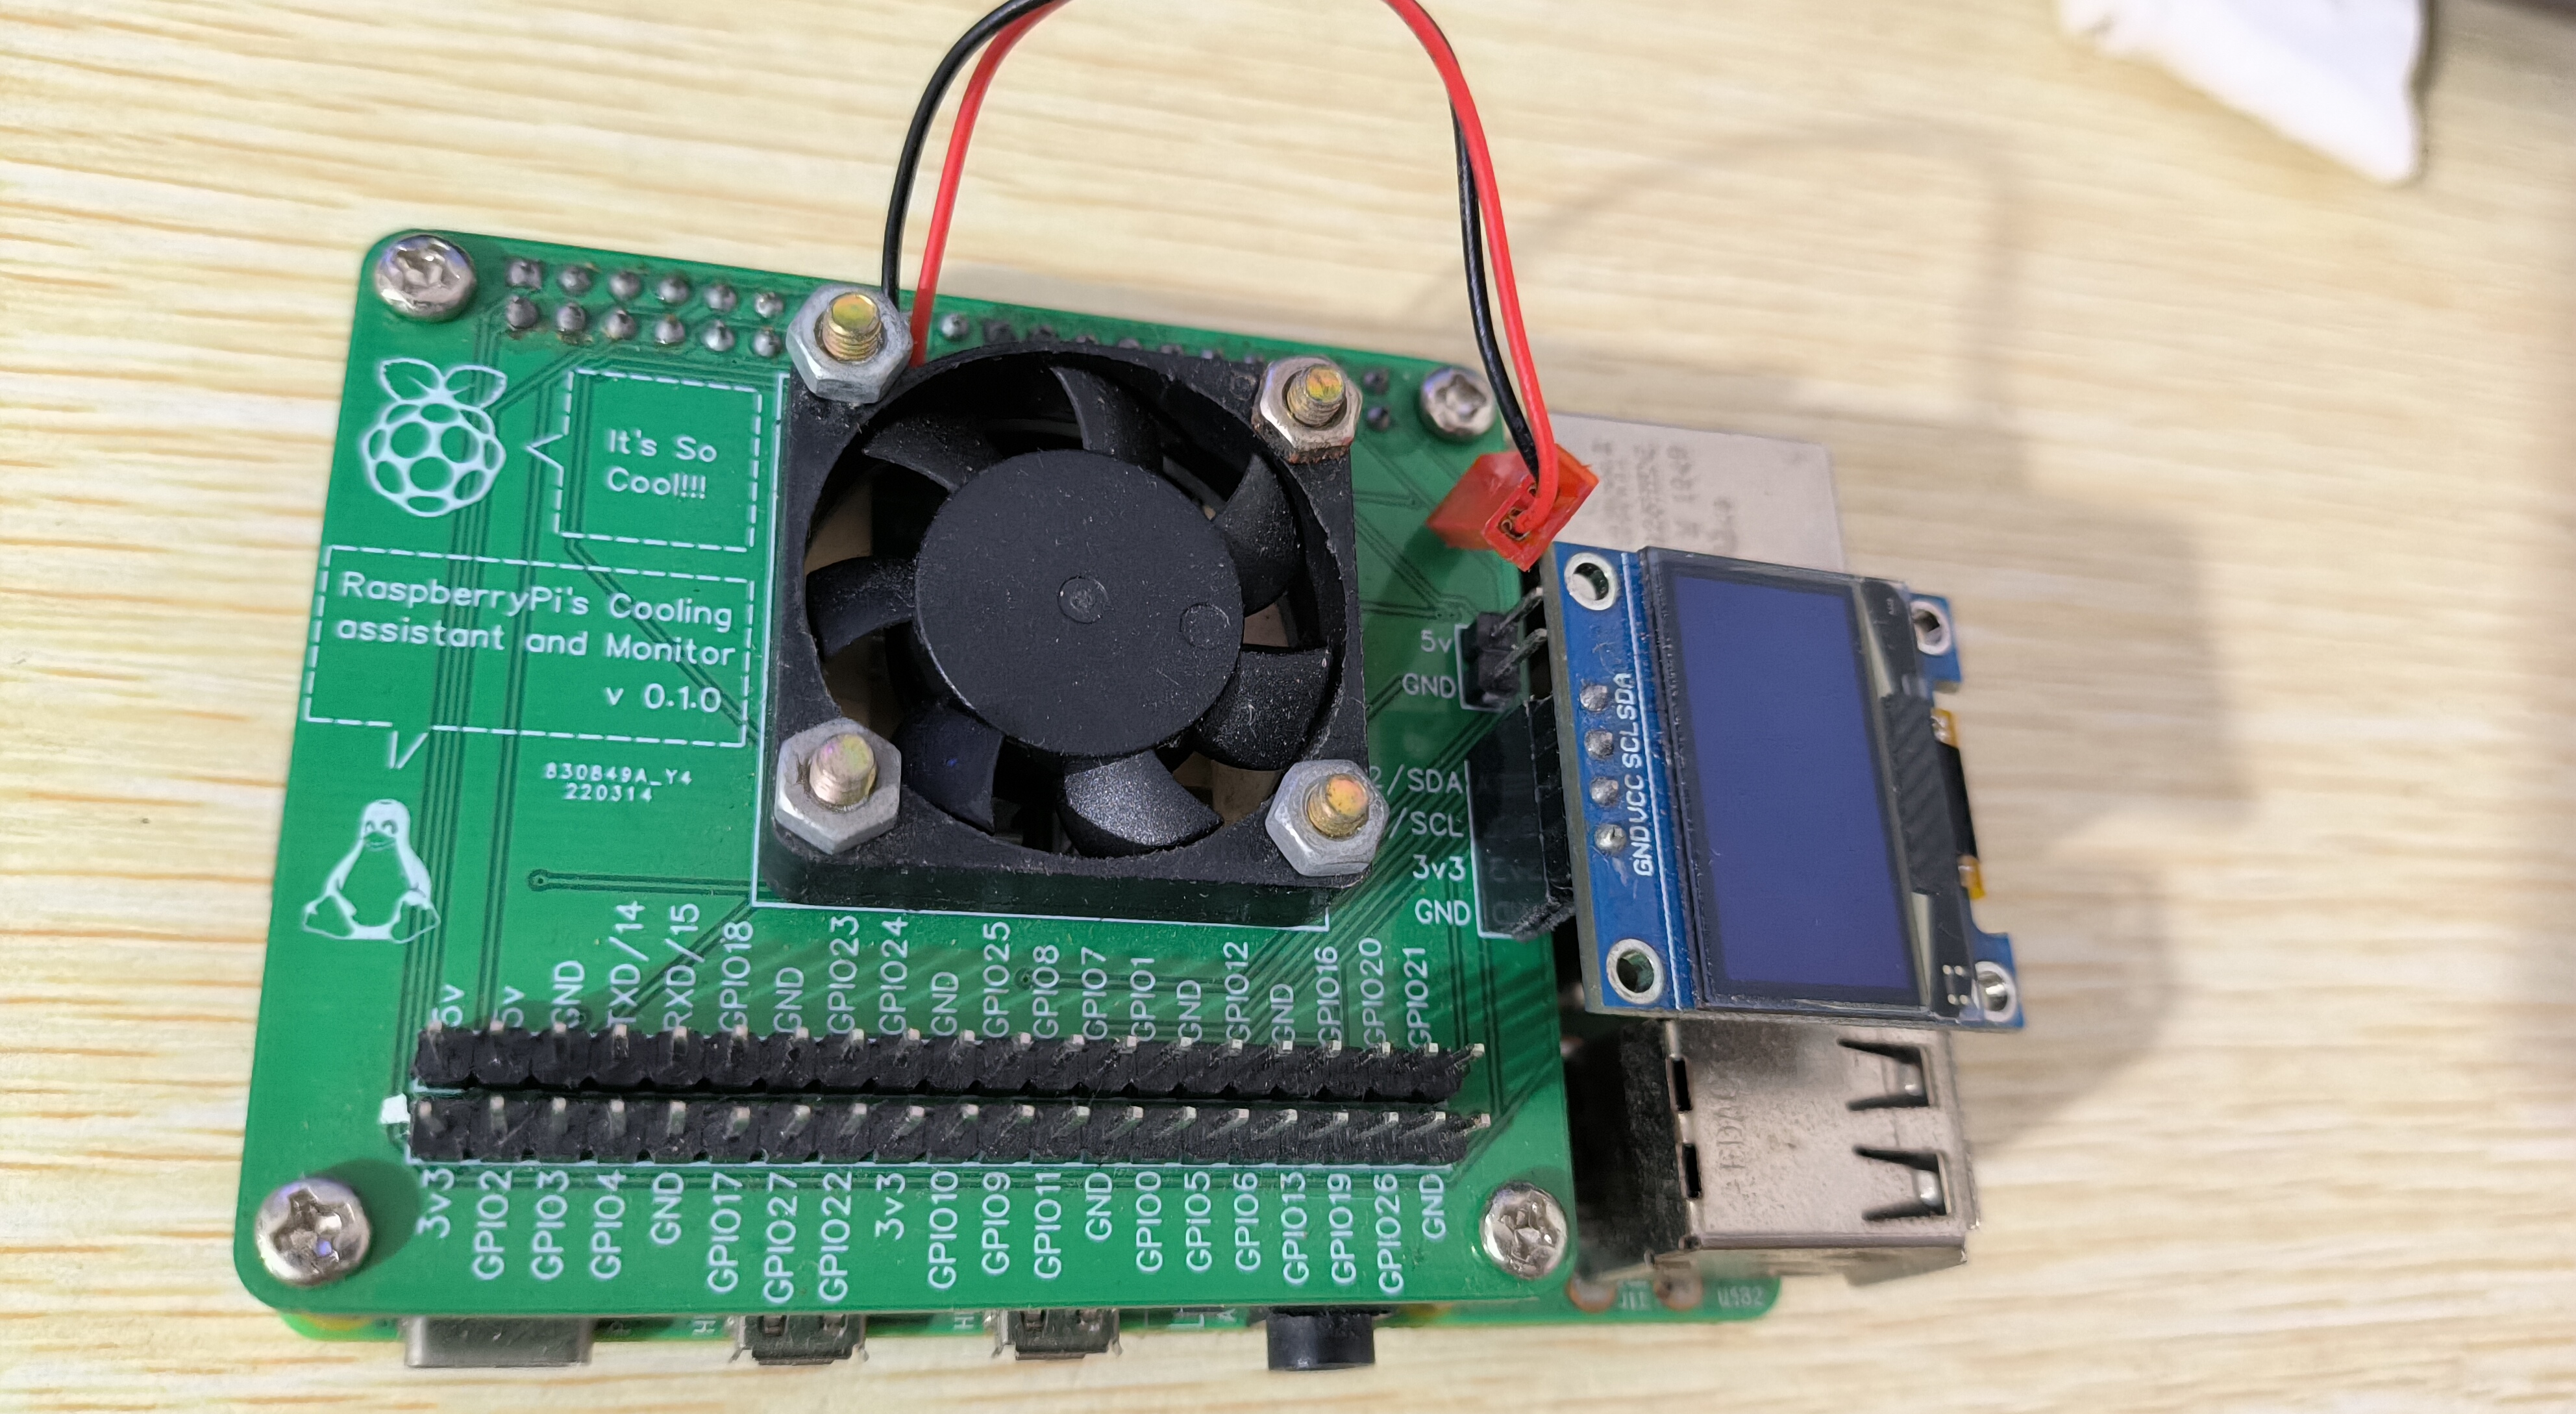 It's So
Cool!!!
RaspberryPi's Cooling
assistant and Monitor
v 0.1.0
830849A_Y4
220314
5v
GND
2/SDA
/SCL
3v3
GND
GND VCC SCL SDA
5v
5v
GND
TXD/14
RXD/15
GPIO18
GND
GPIO23
GPIO24
GND
GPIO25
GPIO8
GPIO7
GPIO1
GND
GPIO12
GND
GPIO16
GPIO20
GPIO21
3v3
GPIO2
GPIO3
GPIO4
GND
GPIO17
GPIO27
GPIO22
3v3
GPIO10
GPIO9
GPIO11
GND
GPIO0
GPIO5
GPIO6
GPIO13
GPIO19
GPIO26
GND
USB2